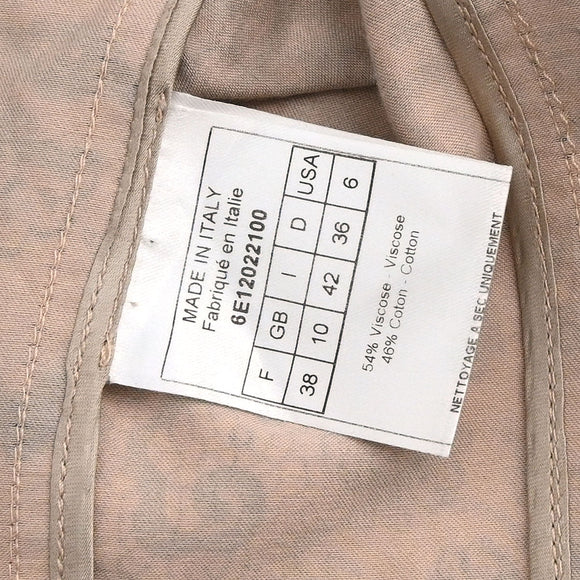 MADE IN ITALY
Fabriqué en Italie
6E12022100
F GB I D USA
38 10 42 36 6
54% Viscose - Viscose
46% Coton - Cotton
NETTOYAGE A SEC UNIQUEMENT